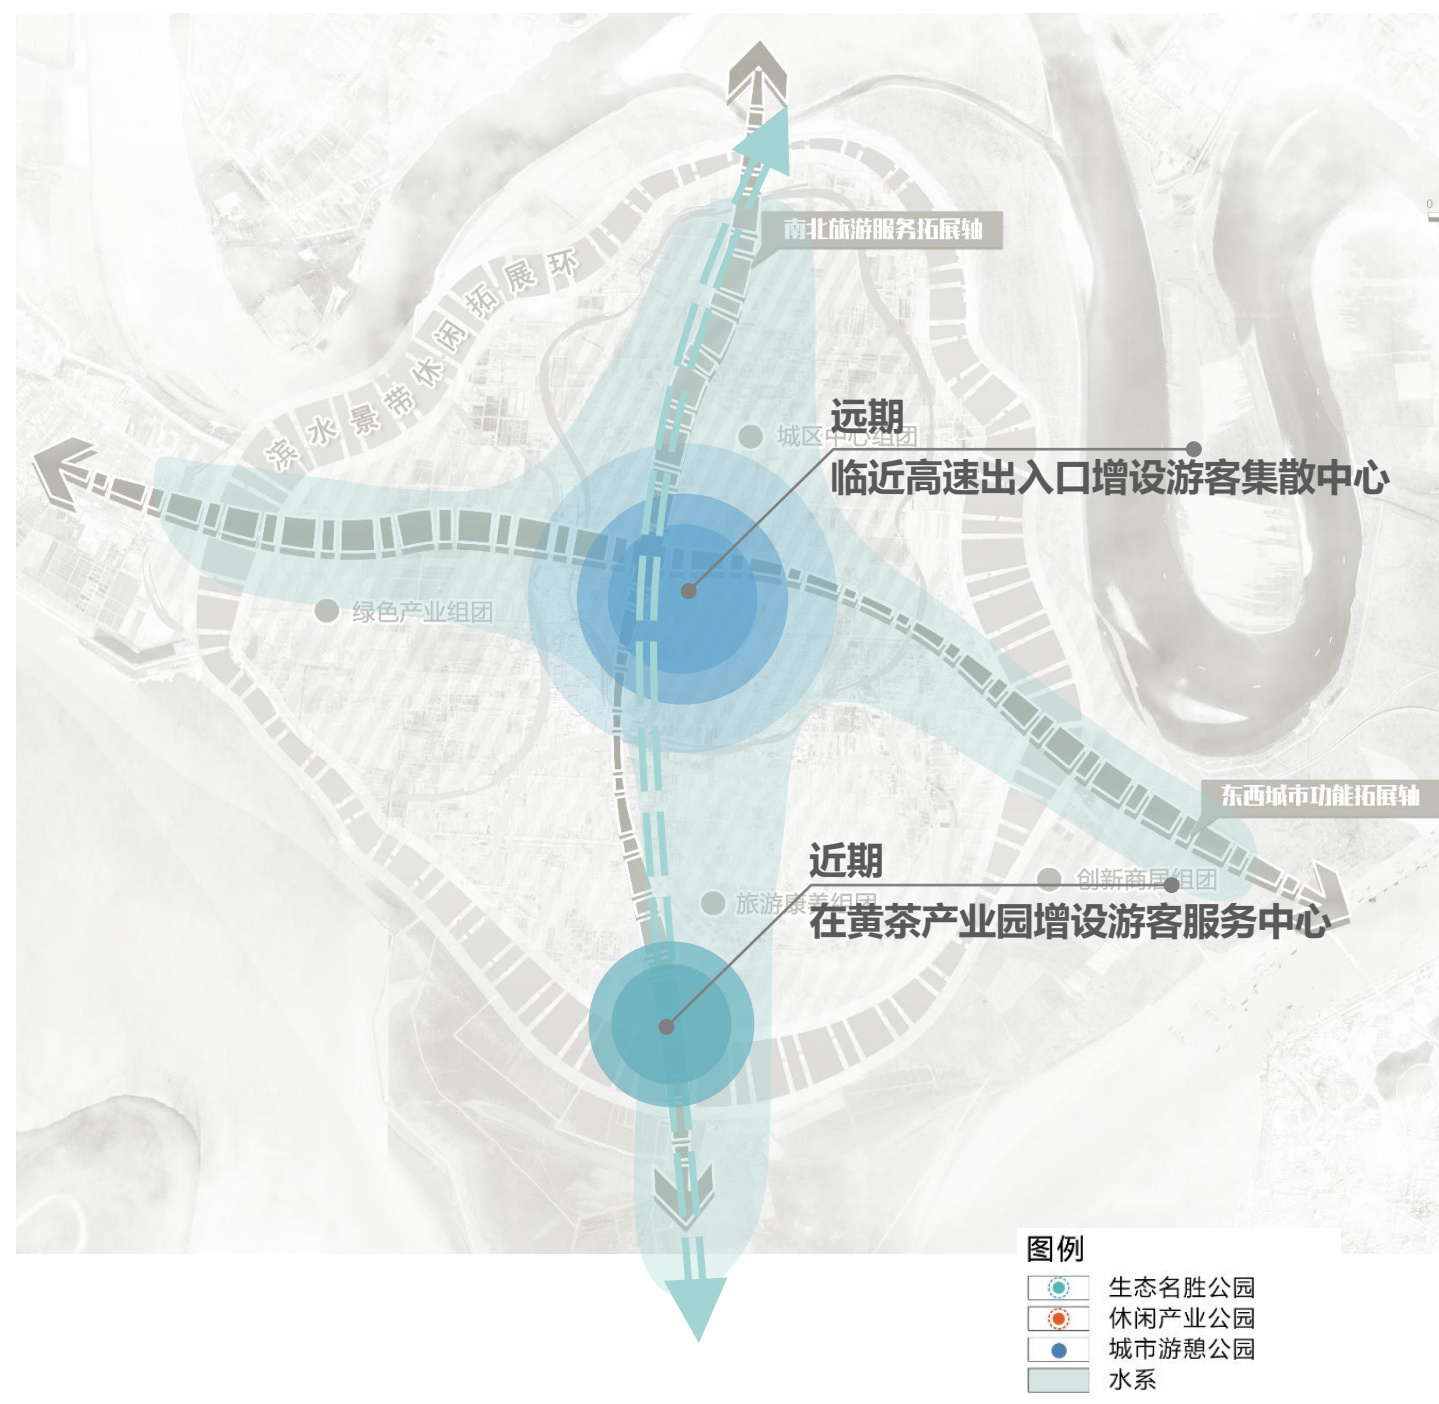 0
南北旅游服务拓展轴
滨水景带休闲拓展环
远期
城区中心组团
临近高速出入口增设游客集散中心
绿色产业组团
东西城市功能拓展轴
近期
创新商居组团
旅游康养组团
在黄茶产业园增设游客服务中心
图例
生态名胜公园
休闲产业公园
城市游憩公园
水系